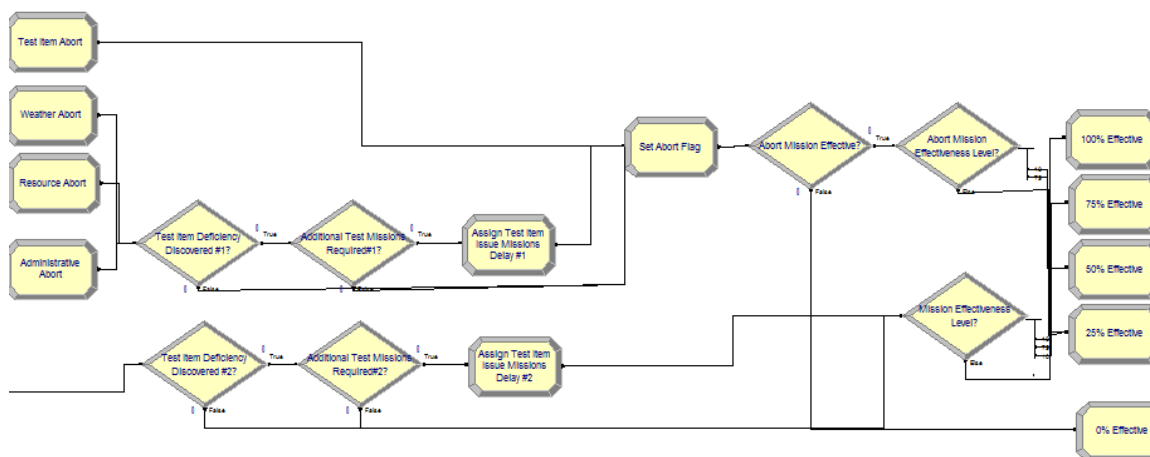 Test Item Abort
Weather Abort
Resource Abort
Administrative
Abort
Test Item Deficiency
Discovered #1?
True
False
Additional Test Missions
Required#1?
True
False
Assign Test Item
Issue Missions
Delay #1
Set Abort Flag
Abort Mission Effective?
True
False
Abort Mission
Effectiveness Level?
Else
100% Effective
75% Effective
50% Effective
25% Effective
0% Effective
Test Item Deficiency
Discovered #2?
True
False
Additional Test Missions
Required#2?
True
False
Assign Test Item
Issue Missions
Delay #2
Mission Effectiveness
Level?
Else